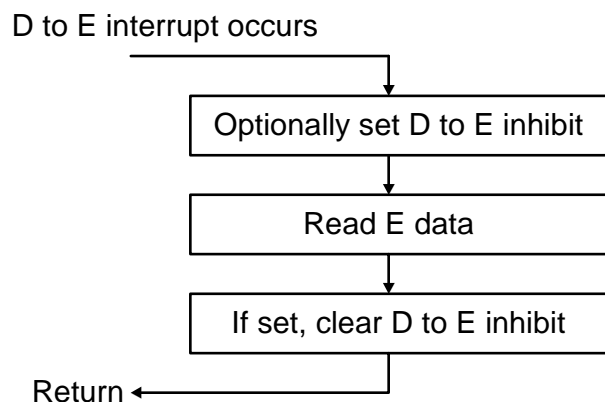 D to E interrupt occurs
Optionally set D to E inhibit
Read E data
If set, clear D to E inhibit
Return